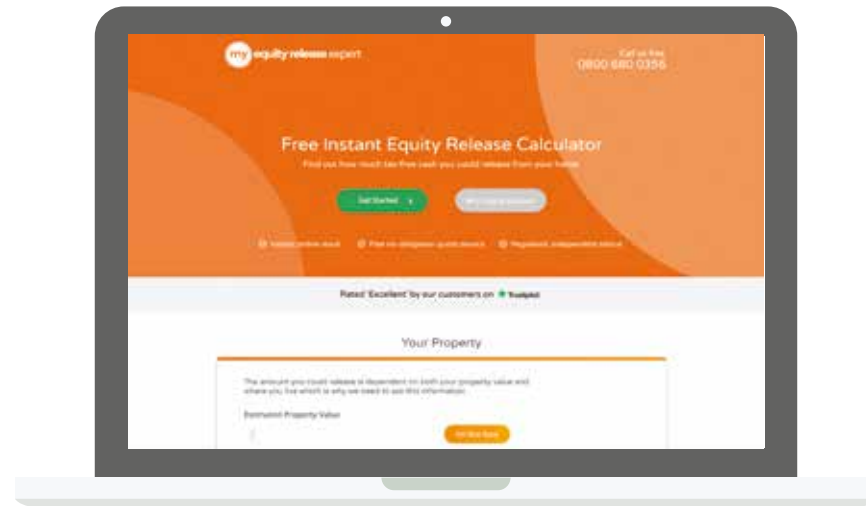 my equity release expert
Call us free
0800 680 0356
Free Instant Equity Release Calculator
Find out how much tax-free cash you could release from your home
Get Started
Rated 'Excellent' by our customers on Trustpilot
Your Property
The amount you could release is dependent on both your property value and
where you live which is why we need to ask this information.
Estimated Property Value
£